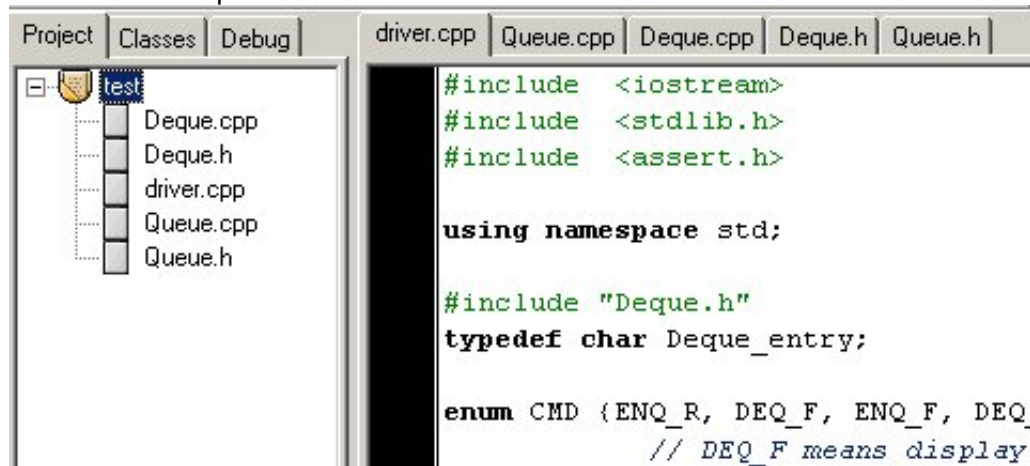 Project Classes Debug
driver.cpp Queue.cpp Deque.cpp Deque.h Queue.h
test
Deque.cpp
Deque.h
driver.cpp
Queue.cpp
Queue.h
#include <iostream>
#include <stdlib.h>
#include <assert.h>
using namespace std;
#include "Deque.h"
typedef char Deque_entry;
enum CMD {ENQ_R, DEQ_F, ENQ_F, DEQ_
// DEQ_F means display